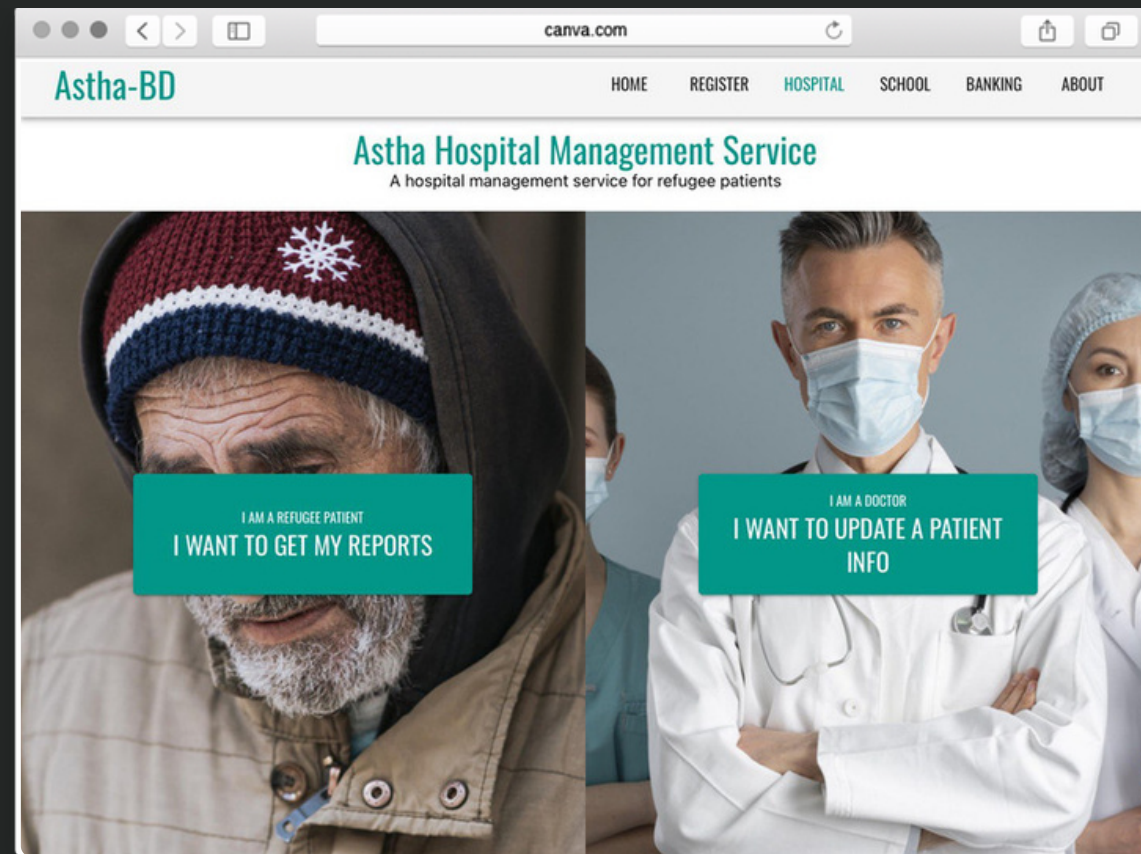 canva.com
Astha-BD
HOME REGISTER HOSPITAL SCHOOL BANKING ABOUT
Astha Hospital Management Service
A hospital management service for refugee patients
I AM A REFUGEE PATIENT
I WANT TO GET MY REPORTS
I AM A DOCTOR
I WANT TO UPDATE A PATIENT
INFO